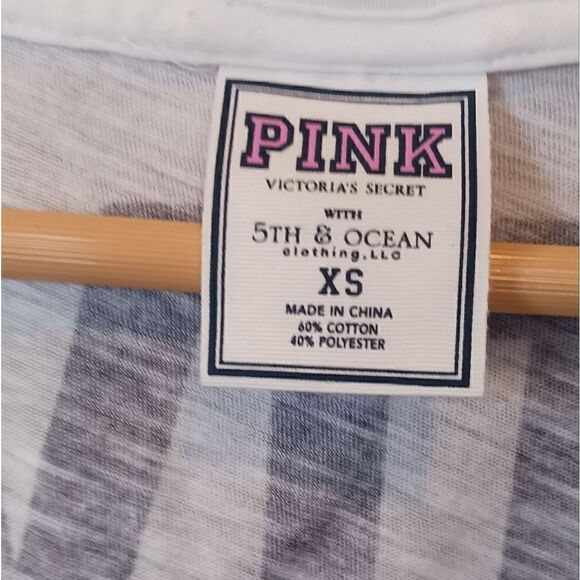 PINK
VICTORIA'S SECRET
WITH
5TH & OCEAN
clothing, LLC
XS
MADE IN CHINA
60% COTTON
40% POLYESTER